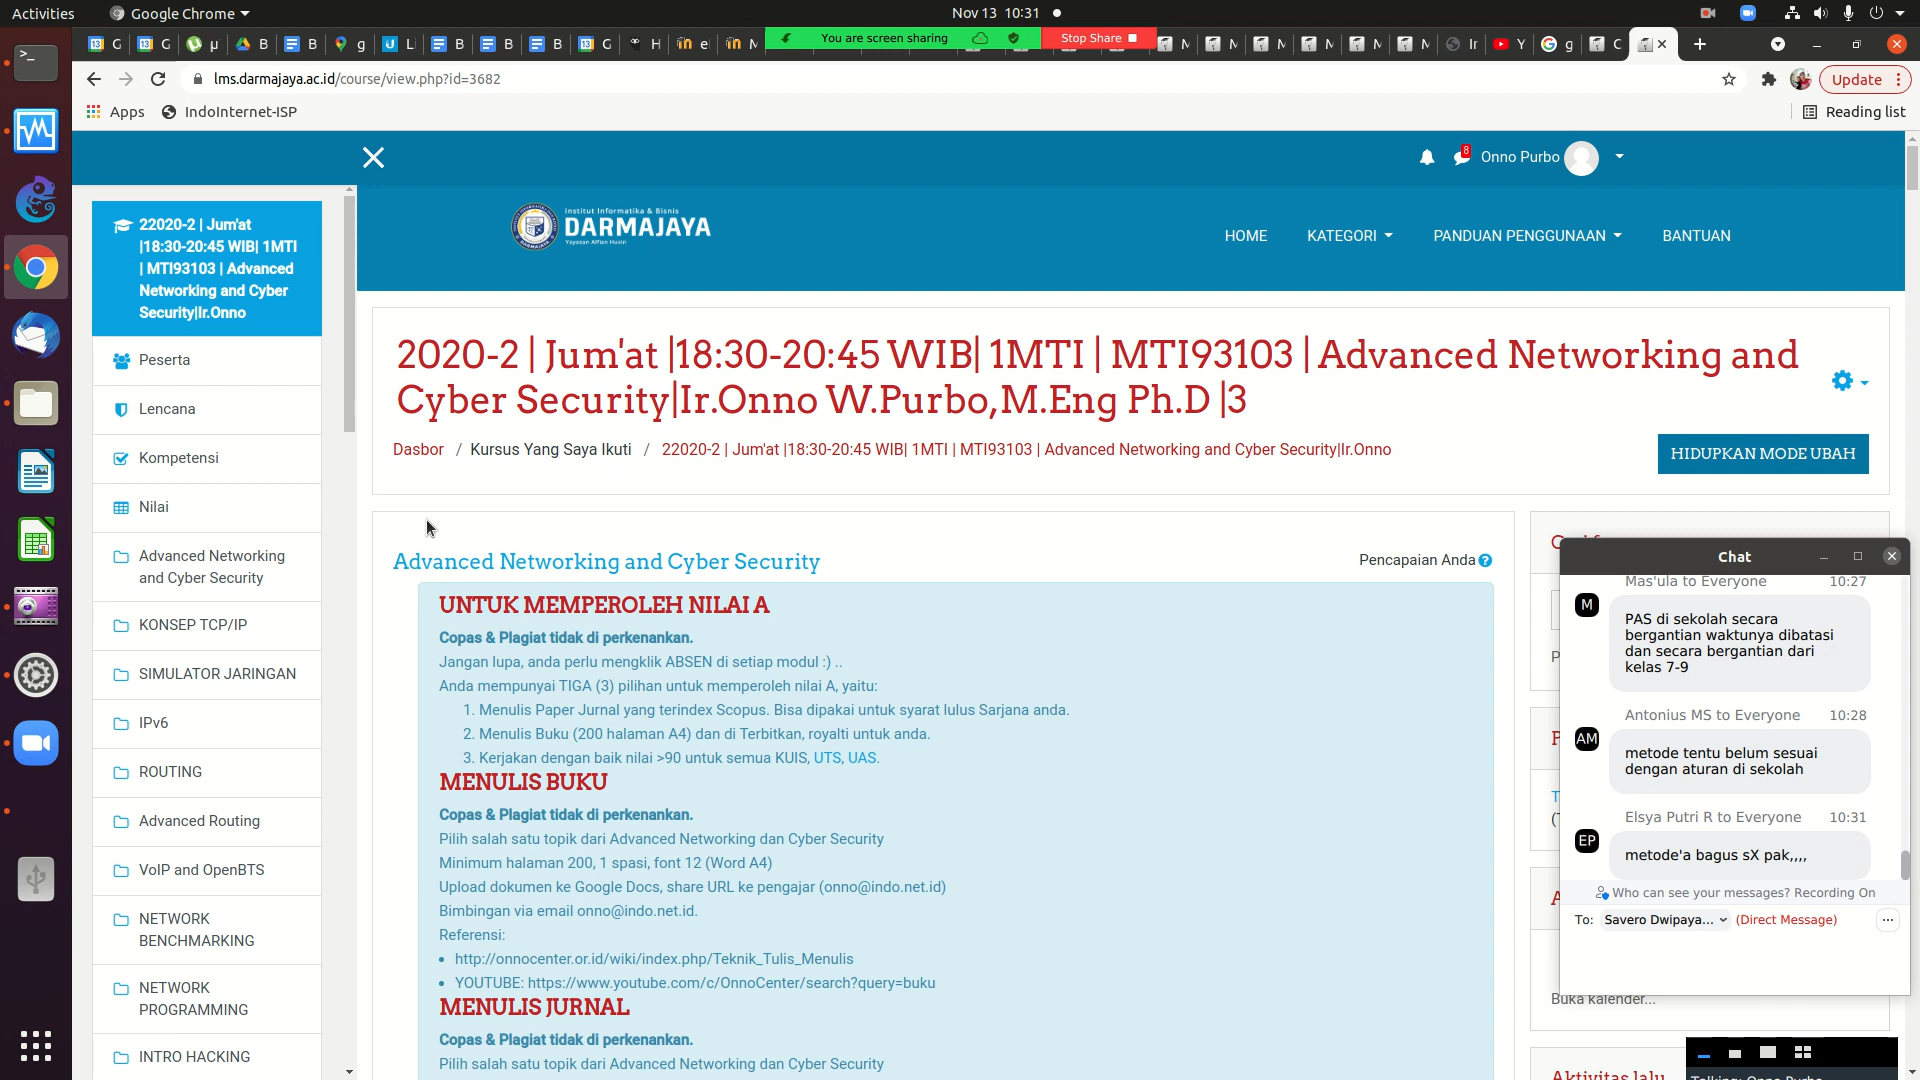 Activities
Google Chrome
Nov 13 10:31
You are screen sharing
Stop Share
lms.darmajaya.ac.id/course/view.php?id=3682
Update
Apps
IndoInternet-ISP
Reading list
8
Onno Purbo
Institut Informatika & Bisnis
DARMAJAYA
Yayasan Alfian Husin
HOME
KATEGORI
PANDUAN PENGGUNAAN
BANTUAN
22020-2 | Jum'at
|18:30-20:45 WIB| 1MTI
| MTI93103 | Advanced
Networking and Cyber
Security|Ir.Onno
Peserta
Lencana
Kompetensi
Nilai
Advanced Networking
and Cyber Security
KONSEP TCP/IP
SIMULATOR JARINGAN
IPv6
ROUTING
Advanced Routing
VoIP and OpenBTS
NETWORK
BENCHMARKING
NETWORK
PROGRAMMING
INTRO HACKING
2020-2 | Jum'at |18:30-20:45 WIB| 1MTI | MTI93103 | Advanced Networking and
Cyber Security|Ir.Onno W.Purbo,M.Eng Ph.D |3
Dasbor / Kursus Yang Saya Ikuti / 22020-2 | Jum'at |18:30-20:45 WIB| 1MTI | MTI93103 | Advanced Networking and Cyber Security|Ir.Onno
HIDUPKAN MODE UBAH
Advanced Networking and Cyber Security
Pencapaian Anda
UNTUK MEMPEROLEH NILAI A
Copas & Plagiat tidak di perkenankan.
Jangan lupa, anda perlu mengklik ABSEN di setiap modul :) ..
Anda mempunyai TIGA (3) pilihan untuk memperoleh nilai A, yaitu:
1. Menulis Paper Jurnal yang terindex Scopus. Bisa dipakai untuk syarat lulus Sarjana anda.
2. Menulis Buku (200 halaman A4) dan di Terbitkan, royalti untuk anda.
3. Kerjakan dengan baik nilai >90 untuk semua KUIS, UTS, UAS.
MENULIS BUKU
Copas & Plagiat tidak di perkenankan.
Pilih salah satu topik dari Advanced Networking dan Cyber Security
Minimum halaman 200, 1 spasi, font 12 (Word A4)
Upload dokumen ke Google Docs, share URL ke pengajar (onno@indo.net.id)
Bimbingan via email onno@indo.net.id.
Referensi:
• http://onnocenter.or.id/wiki/index.php/Teknik_Tulis_Menulis
• YOUTUBE: https://www.youtube.com/c/OnnoCenter/search?query=buku
MENULIS JURNAL
Copas & Plagiat tidak di perkenankan.
Pilih salah satu topik dari Advanced Networking dan Cyber Security
Chat
Mas'ula to Everyone 10:27
M
PAS di sekolah secara
bergantian waktunya dibatasi
dan secara bergantian dari
kelas 7-9
Antonius MS to Everyone 10:28
AM
metode tentu belum sesuai
dengan aturan di sekolah
Elsya Putri R to Everyone 10:31
EP
metode'a bagus sX pak,,,,
Who can see your messages? Recording On
To: Savero Dwipaya... (Direct Message)
Buka kalender...
Aktivitas lalu